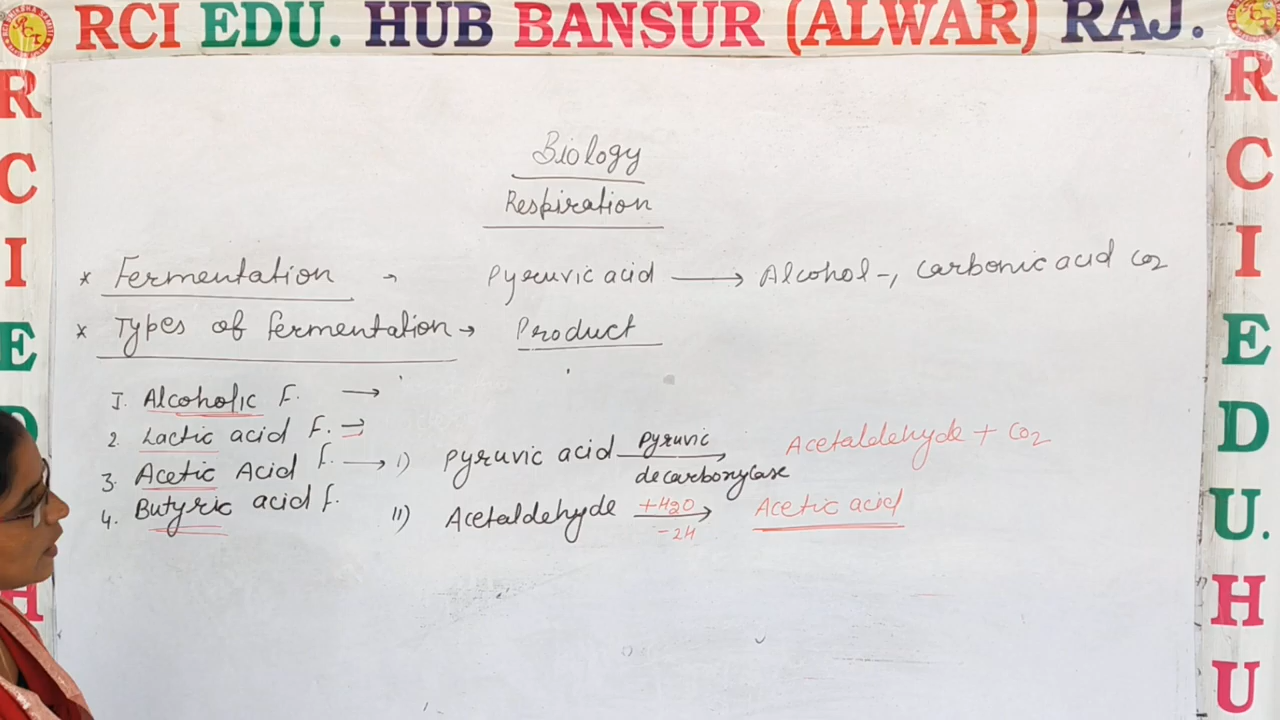 RCI EDU. HUB BANSUR (ALWAR) RAJ.
R
C
I
E
D
H
Biology
Respiration
* Fermentation → Pyruvic acid ⟶ Alcohol -, Carbonic acid CO2
* Types of fermentation → Product
I. Alcoholic F. ⟶
2. Lactic acid F. ⇒
3. Acetic Acid f. ⟶ i) Pyruvic acid ⟶ Pyruvic decarboxylase Acetaldehyde + CO2
4. Butyric acid f. II) Acetaldehyde +H2O ⟶ -2H Acetic acid
R
C
I
E
D
U.
H
U